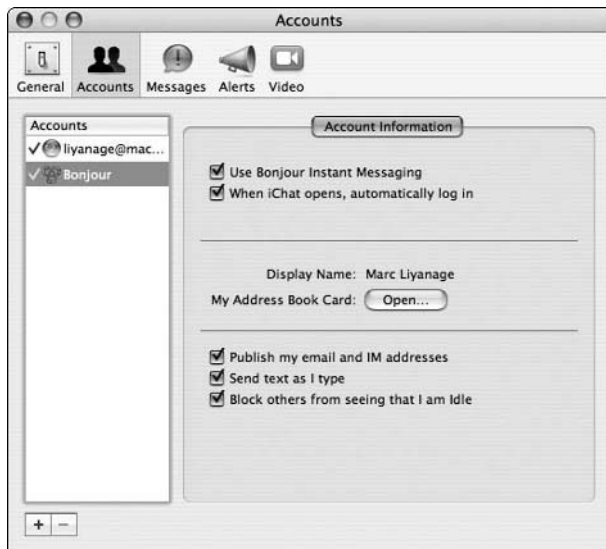 Accounts
General Accounts Messages Alerts Video
Accounts
liyanage@mac...
Bonjour
Account Information
Use Bonjour Instant Messaging
When iChat opens, automatically log in
Display Name: Marc Liyanage
My Address Book Card: Open...
Publish my email and IM addresses
Send text as I type
Block others from seeing that I am Idle